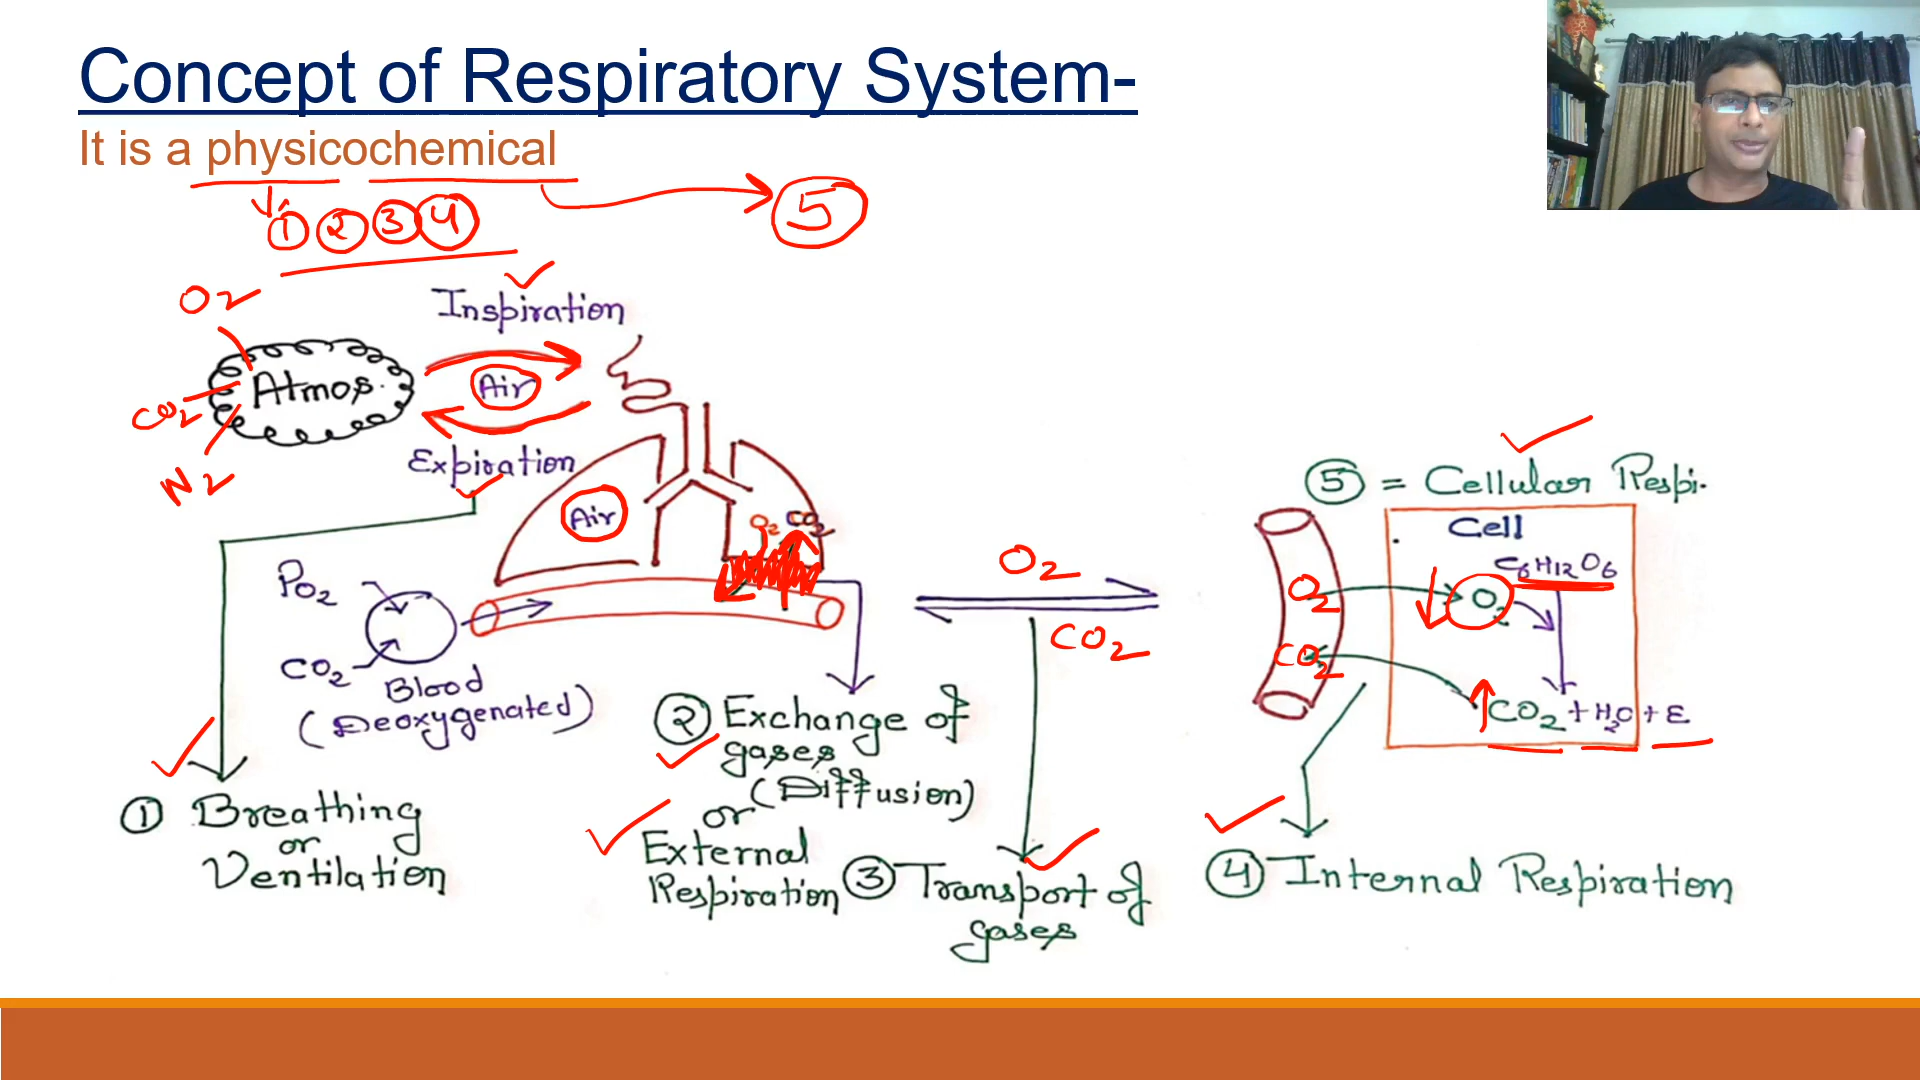 Concept of Respiratory System-
It is a physicochemical
1 2 3 4
5
O2
CO2
N2
Atmos.
Inspiration
Air
Expiration
Air
O2 CO2
PO2
CO2
Blood
(Deoxygenated)
① Breathing
or
Ventilation
② Exchange of
gases
(Diffusion)
or
External
Respiration
O2
CO2
③ Transport of
gases
⑤ = Cellular Respi.
Cell
C6H12O6
O2
O2
CO2
CO2 + H2O + E
④ Internal Respiration